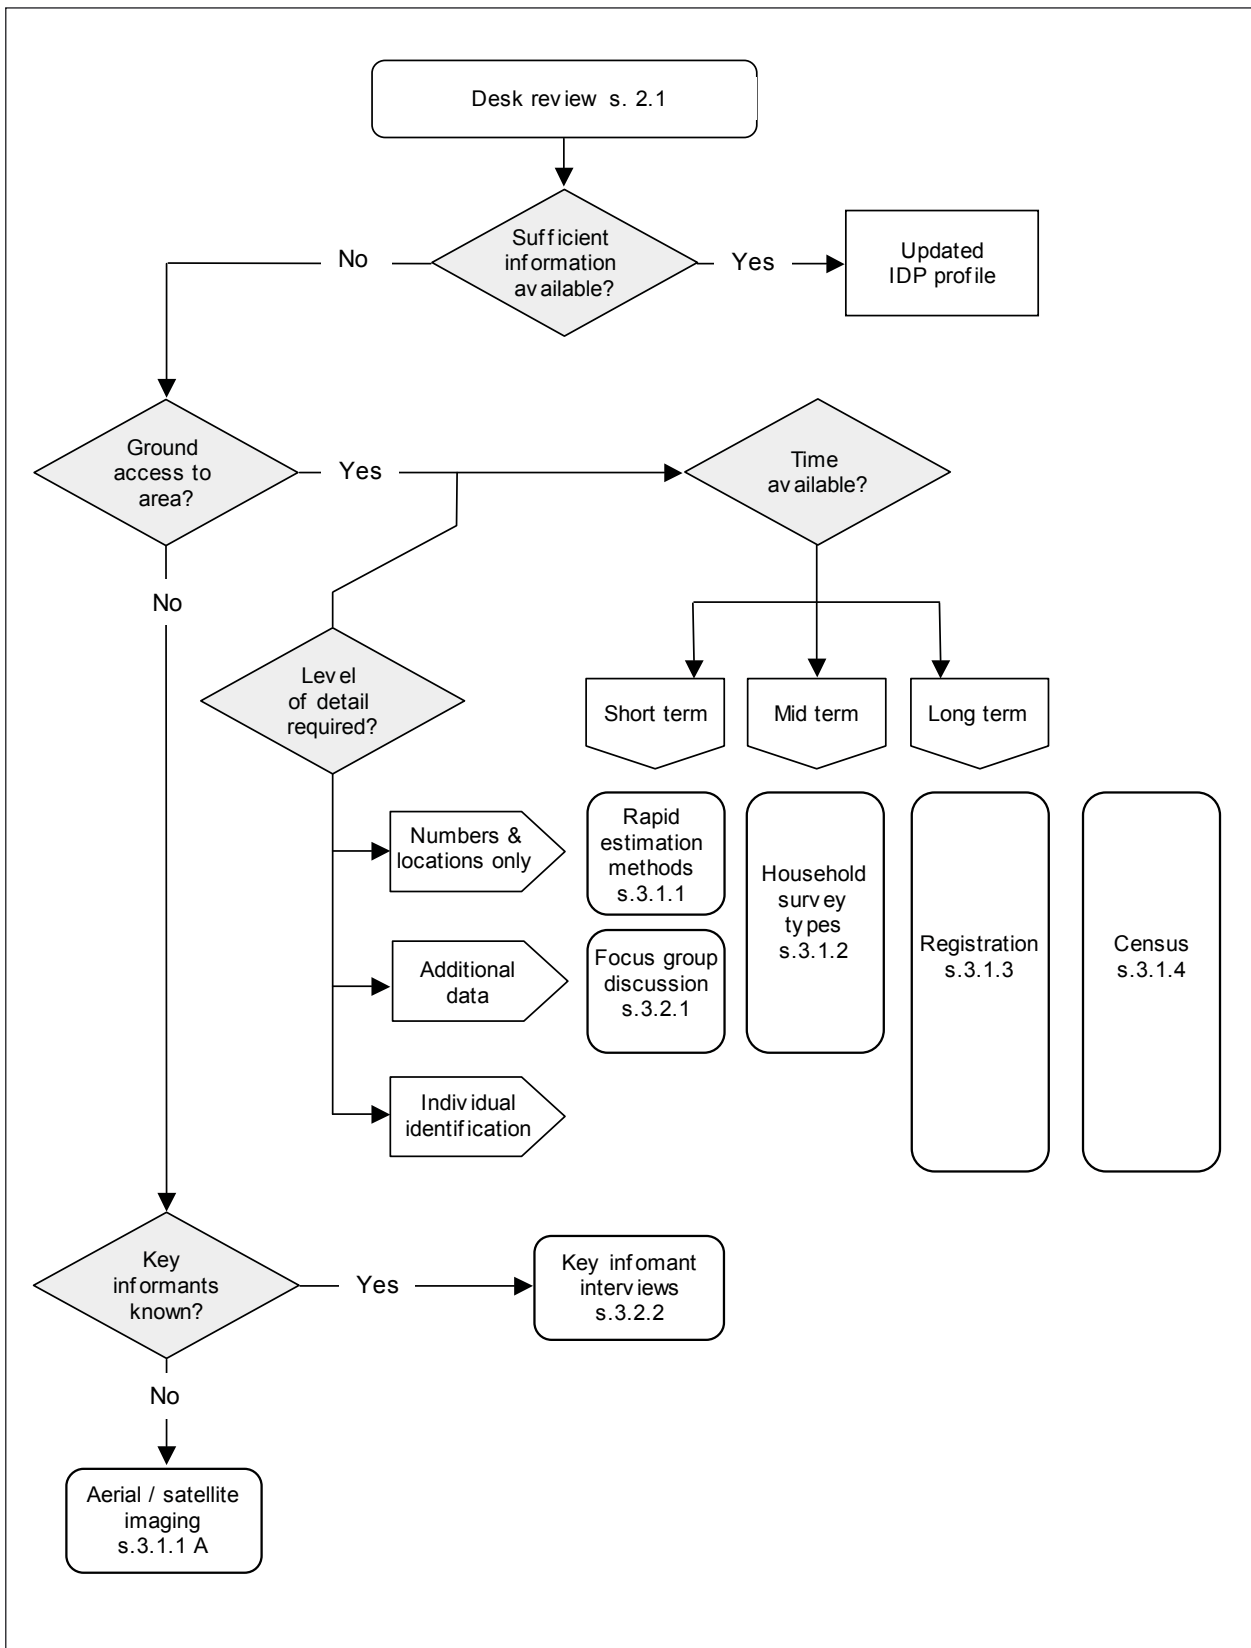 Desk review s. 2.1
Sufficient
information
available?
No
Yes
Updated
IDP profile
Ground
access to
area?
Yes
Time
available?
No
Level
of detail
required?
Short term
Mid term
Long term
Numbers &
locations only
Rapid
estimation
methods
s.3.1.1
Household
survey
types
s.3.1.2
Registration
s.3.1.3
Census
s.3.1.4
Additional
data
Focus group
discussion
s.3.2.1
Individual
identification
Key
informants
known?
Yes
Key infomant
interviews
s.3.2.2
No
Aerial / satellite
imaging
s.3.1.1 A